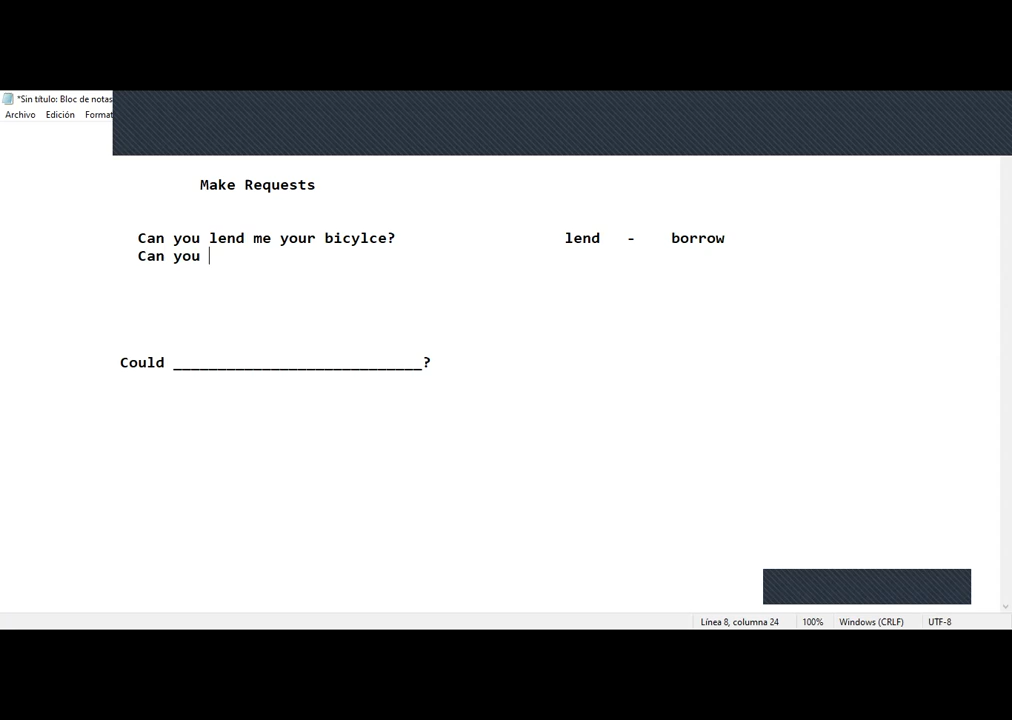 *Sin título: Bloc de notas
Archivo Edición Format
Make Requests
Can you lend me your bicylce? lend - borrow
Can you
Could ____________________________?
Línea 8, columna 24 100% Windows (CRLF) UTF-8